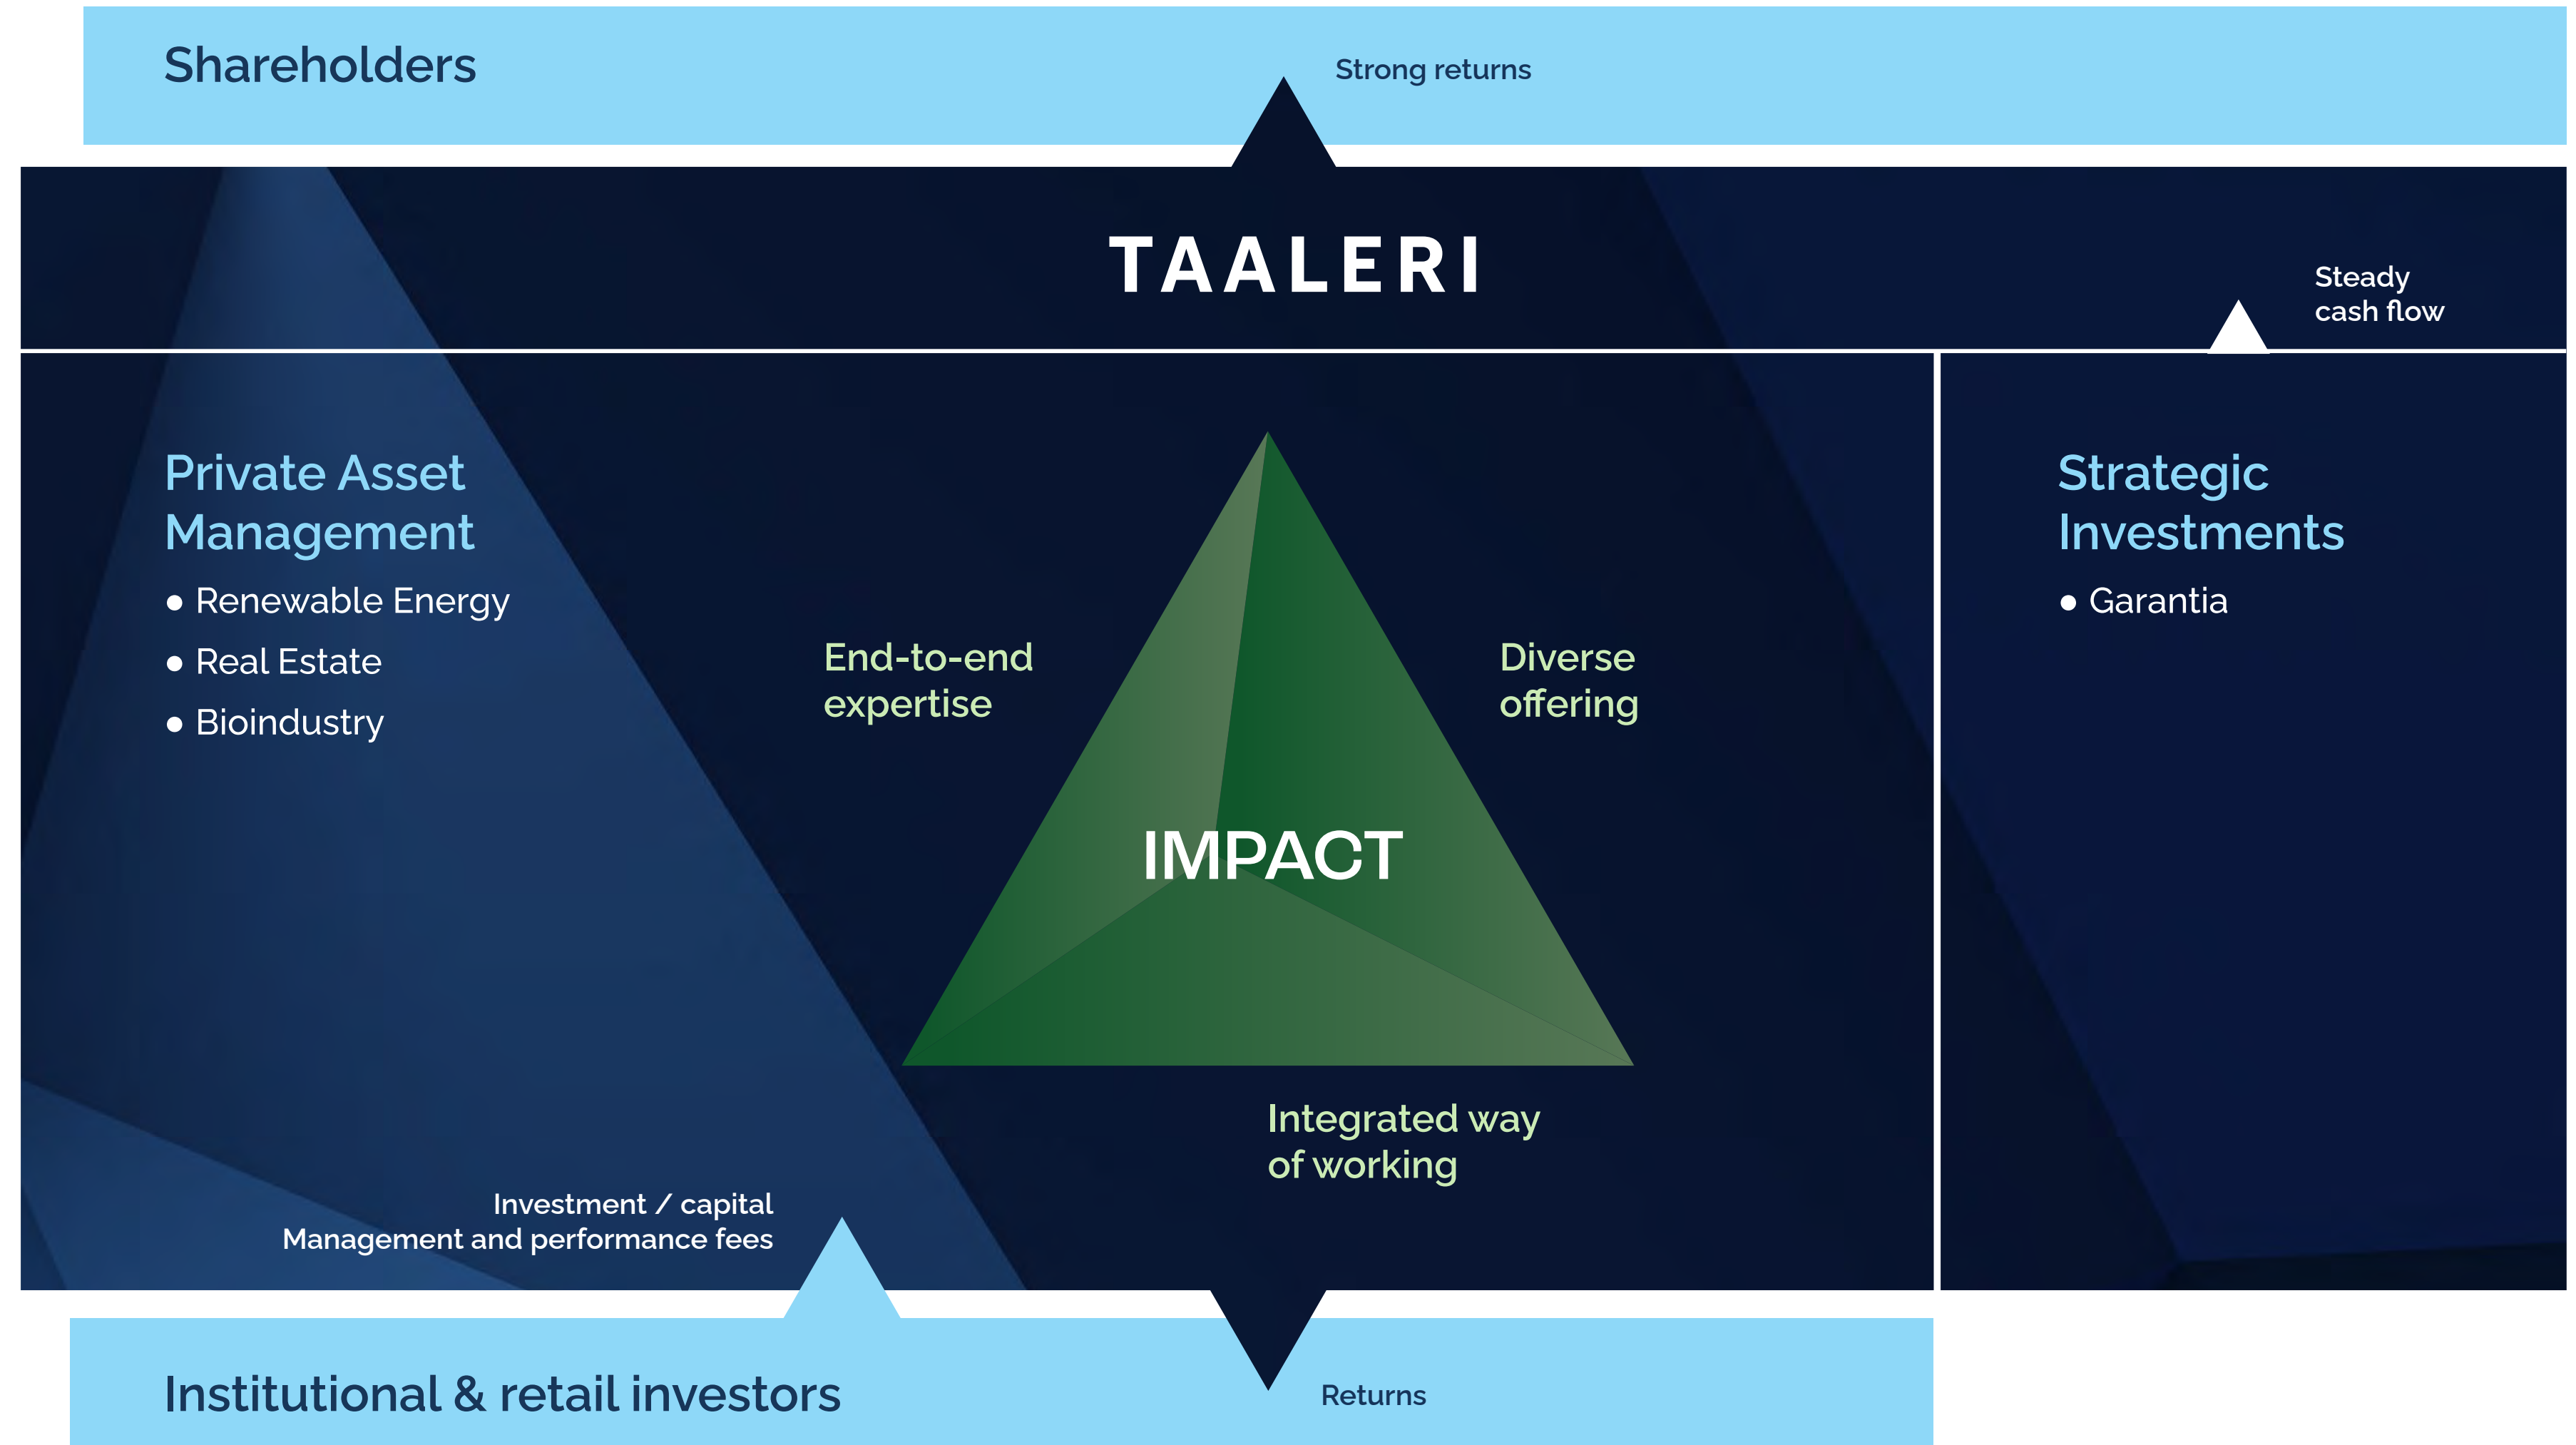 Shareholders
Strong returns
TAALERI
Steady
cash flow
Private Asset
Management
• Renewable Energy
• Real Estate
• Bioindustry
End-to-end
expertise
Diverse
offering
IMPACT
Integrated way
of working
Strategic
Investments
• Garantia
Investment / capital
Management and performance fees
Institutional & retail investors
Returns